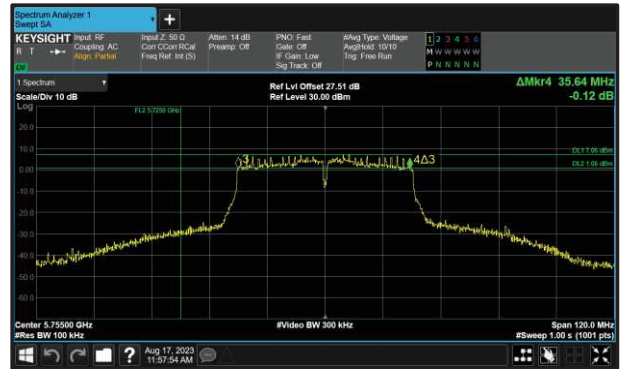 Spectrum Analyzer 1
Swept SA
KEYSIGHT
R T
Input: RF
Coupling: AC
Align: Partial
Input Z: 50 Ω
Corr CCorr RCal
Freq Ref: Int (S)
Atten: 14 dB
Preamp: Off
PNO: Fast
Gate: Off
IF Gain: Low
Sig Track: Off
#Avg Type: Voltage
Avg|Hold: 10/10
Trig: Free Run
1 2 3 4 5 6
M W W W W W
P N N N N N
1 Spectrum
Scale/Div 10 dB
Log
Ref Lvl Offset 27.51 dB
Ref Level 30.00 dBm
ΔMkr4 35.64 MHz
-0.12 dB
FL2 5.7250 GHz
20.0
10.0
0.00
-10.0
-20.0
-30.0
-40.0
-50.0
-60.0
3
4Δ3
DL1 7.06 dBm
DL2 1.06 dBm
Center 5.75500 GHz
#Res BW 100 kHz
#Video BW 300 kHz
Span 120.0 MHz
#Sweep 1.00 s (1001 pts)
?
Aug 17, 2023
11:57:54 AM